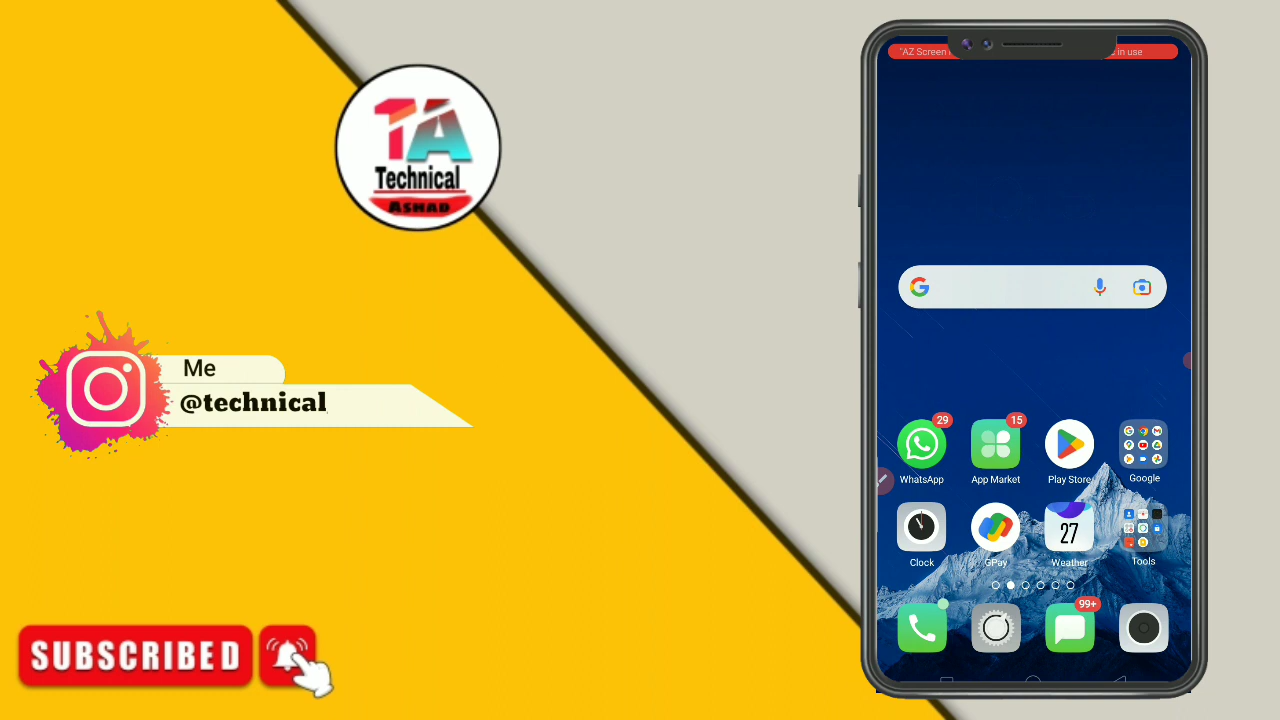 TA
Technical
ASHAD
Me
@technical
SUBSCRIBED
"AZ Screen
in use
29
15
WhatsApp
App Market
Play Store
Google
27
Clock
GPay
Weather
Tools
99+